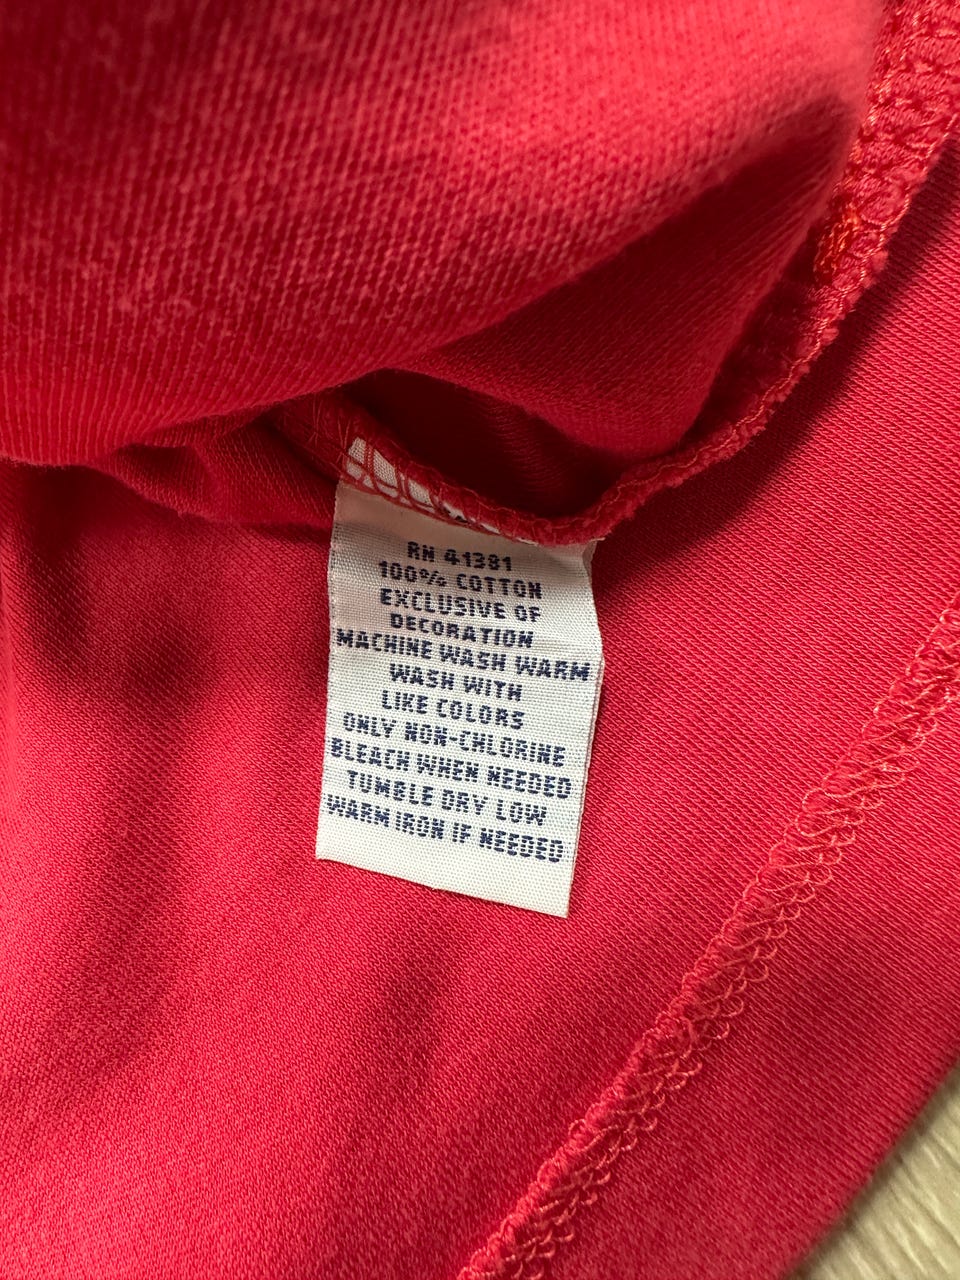 RN 41381
100% COTTON
EXCLUSIVE OF
DECORATION
MACHINE WASH WARM
WASH WITH
LIKE COLORS
ONLY NON-CHLORINE
BLEACH WHEN NEEDED
TUMBLE DRY LOW
WARM IRON IF NEEDED